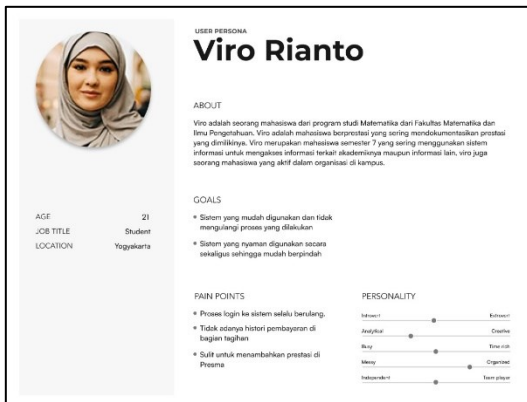 USER PERSONA
Viro Rianto
ABOUT
Viro adalah seorang mahasiswa dari program studi Matematika dari Fakultas Matematika dan
Ilmu Pengetahuan. Viro adalah mahasiswa berprestasi yang sering mendokumentasikan prestasi
yang dimilikinya. Viro merupakan mahasiswa semester 7 yang sering menggunakan sistem
informasi untuk mengakses informasi terkait akademiknya maupun informasi lain, viro juga
seorang mahasiswa yang aktif dalam organisasi di kampus.
AGE 21
JOB TITLE Student
LOCATION Yogyakarta
GOALS
Sistem yang mudah digunakan dan tidak
mengulangi proses yang dilakukan
Sistem yang nyaman digunakan secara
sekaligus sehingga mudah berpindah
PAIN POINTS
Proses login ke sistem selalu berulang.
Tidak adanya histori pembayaran di
bagian tagihan
Sulit untuk menambahkan prestasi di
Presma
PERSONALITY
Introvert Extrovert
Analytical Creative
Busy Time rich
Messy Organized
Independent Team player